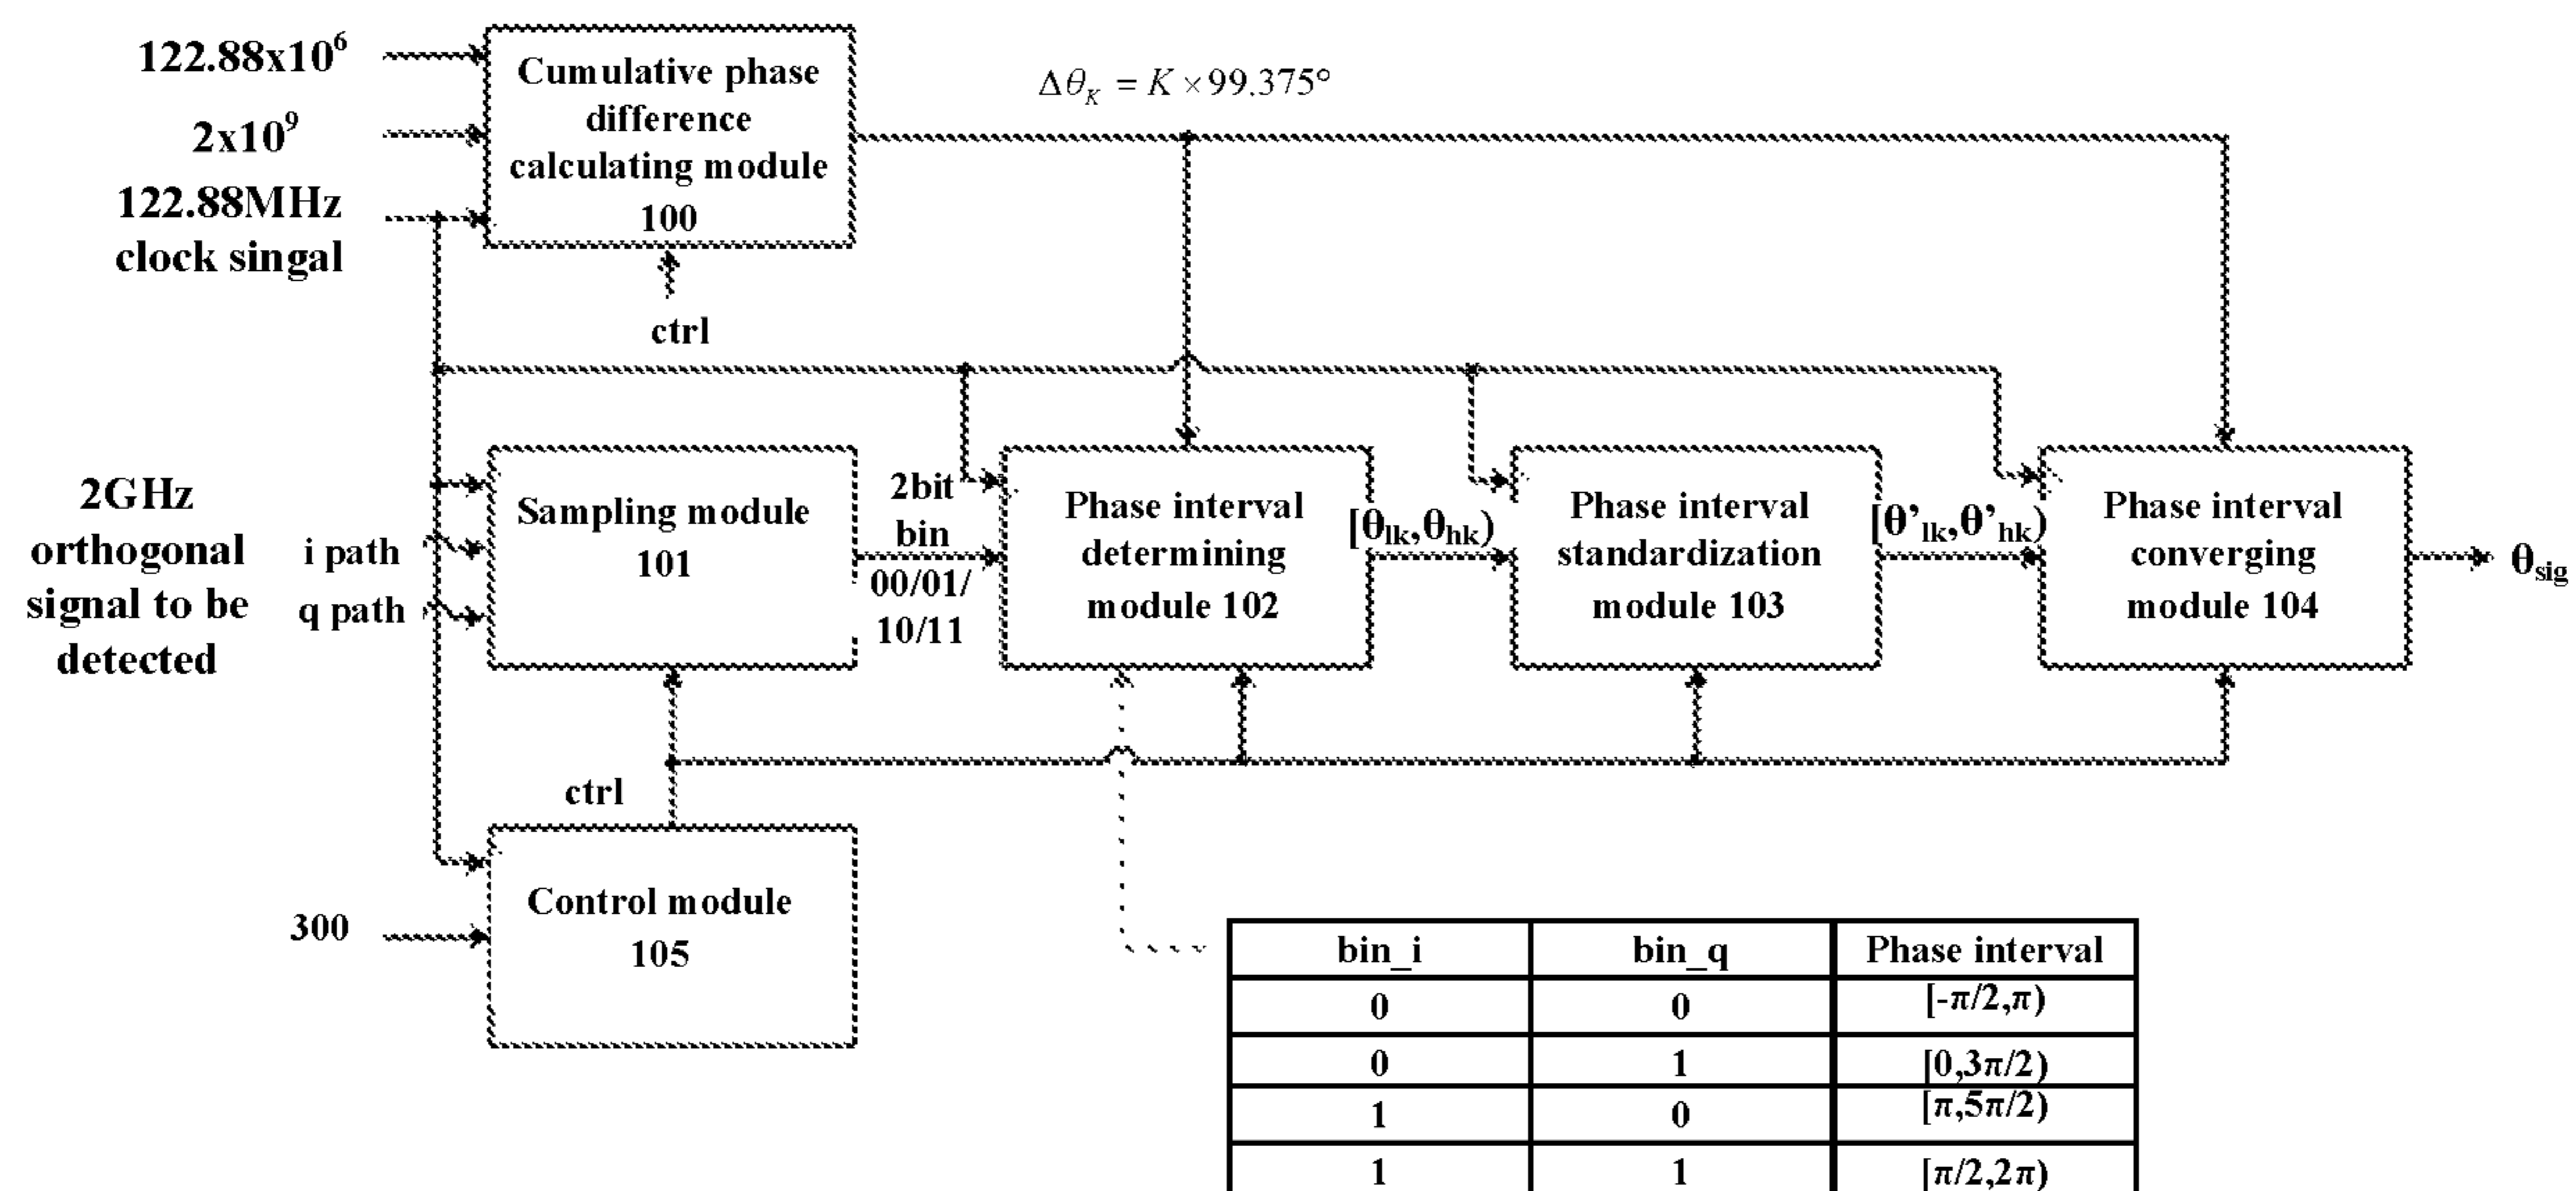 122.88x10⁶
2x10⁹
122.88MHz
clock singal
Cumulative phase
difference
calculating module
100
Δθ_K = K × 99.375°
ctrl
2GHz
orthogonal
signal to be
detected
i path
q path
Sampling module
101
2bit
bin
00/01/
10/11
Phase interval
determining
module 102
[θ_lk,θ_hk)
Phase interval
standardization
module 103
[θ'_lk,θ'_hk)
Phase interval
converging
module 104
θ_sig
ctrl
300
Control module
105
bin_i bin_q Phase interval
0 0 [-π/2,π)
0 1 [0,3π/2)
1 0 [π,5π/2)
1 1 [π/2,2π)